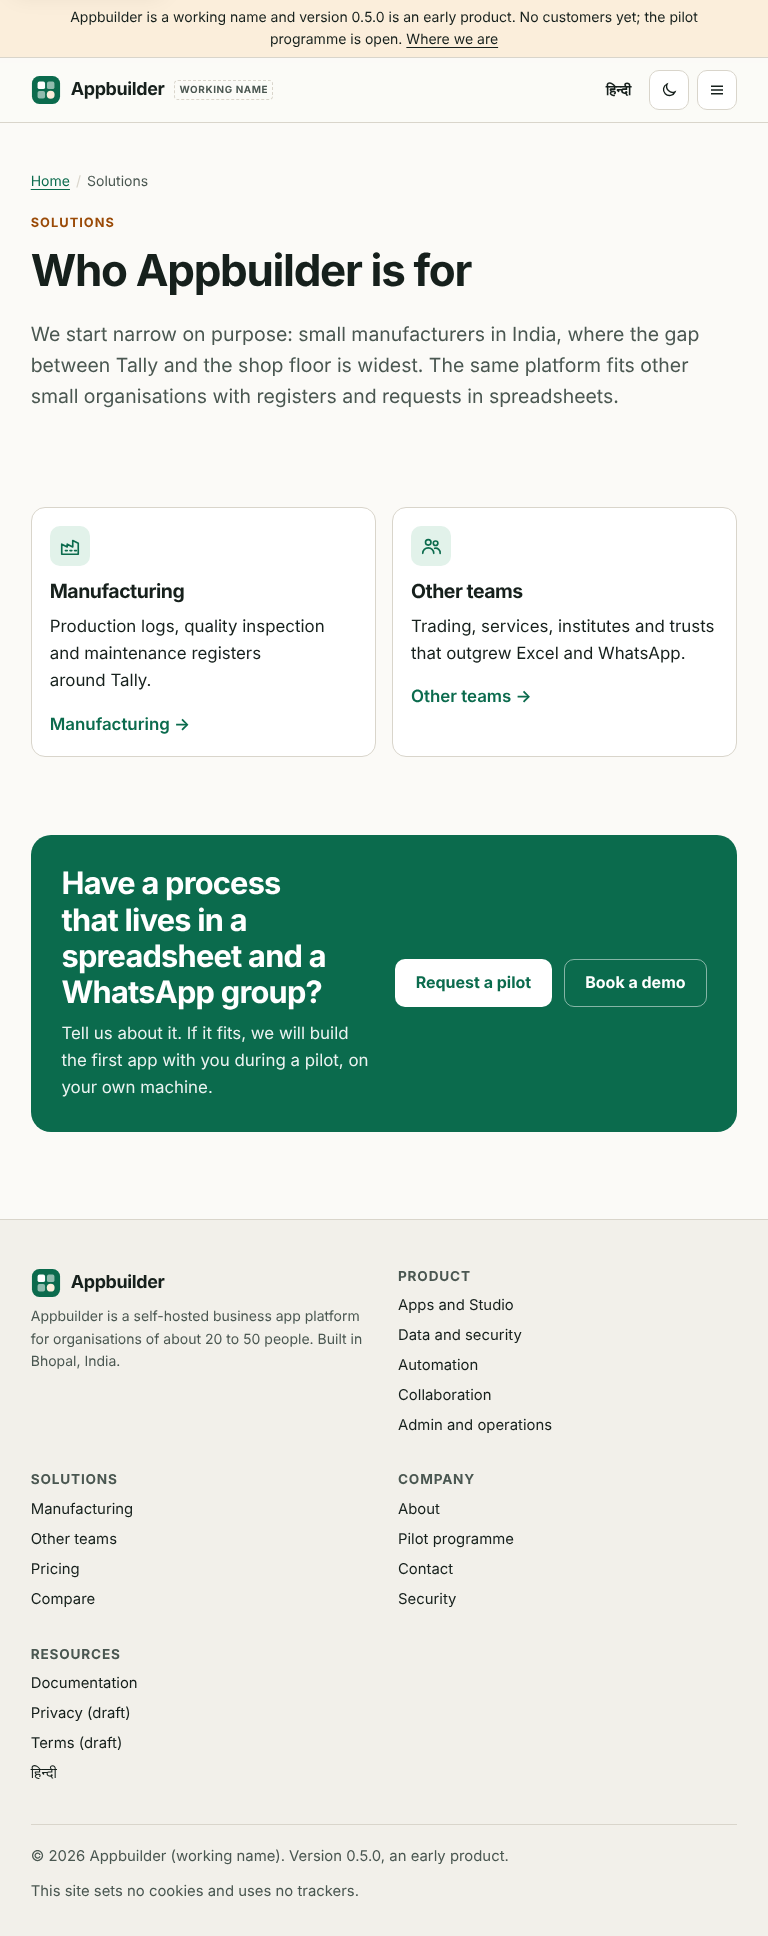 Appbuilder is a working name and version 0.5.0 is an early product. No customers yet; the pilot
programme is open. Where we are
Appbuilder WORKING NAME
हिन्दी
Home / Solutions
SOLUTIONS
Who Appbuilder is for
We start narrow on purpose: small manufacturers in India, where the gap
between Tally and the shop floor is widest. The same platform fits other
small organisations with registers and requests in spreadsheets.
Manufacturing
Production logs, quality inspection
and maintenance registers
around Tally.
Manufacturing →
Other teams
Trading, services, institutes and trusts
that outgrew Excel and WhatsApp.
Other teams →
Have a process
that lives in a
spreadsheet and a
WhatsApp group?
Tell us about it. If it fits, we will build
the first app with you during a pilot, on
your own machine.
Request a pilot
Book a demo
Appbuilder
Appbuilder is a self-hosted business app platform
for organisations of about 20 to 50 people. Built in
Bhopal, India.
PRODUCT
Apps and Studio
Data and security
Automation
Collaboration
Admin and operations
SOLUTIONS
Manufacturing
Other teams
Pricing
Compare
COMPANY
About
Pilot programme
Contact
Security
RESOURCES
Documentation
Privacy (draft)
Terms (draft)
हिन्दी
© 2026 Appbuilder (working name). Version 0.5.0, an early product.
This site sets no cookies and uses no trackers.